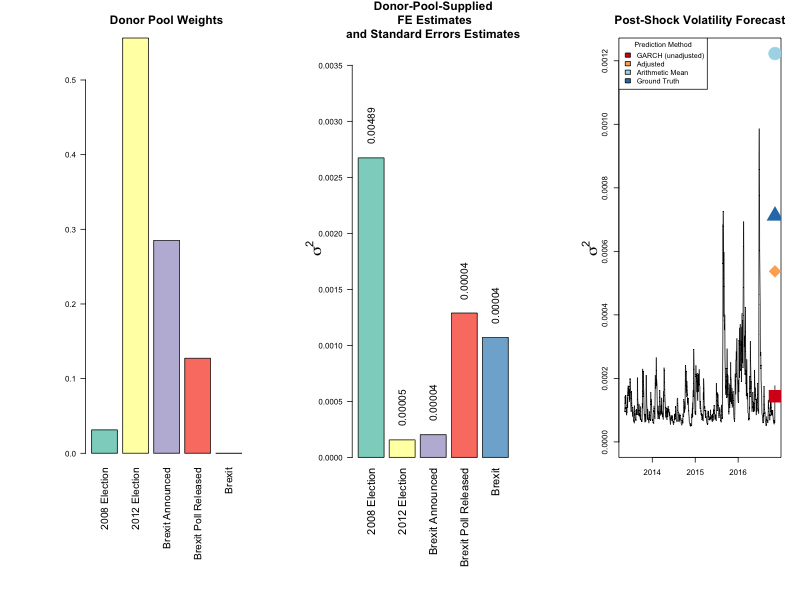 Donor Pool Weights
0.5
0.4
0.3
0.2
0.1
0.0
2008 Election
2012 Election
Brexit Announced
Brexit Poll Released
Brexit
Donor-Pool-Supplied
FE Estimates
and Standard Errors Estimates
σ²
0.0035
0.0030
0.0025
0.0020
0.0015
0.0010
0.0005
0.0000
0.00489
0.00005
0.00004
0.00004
0.00004
2008 Election
2012 Election
Brexit Announced
Brexit Poll Released
Brexit
Post-Shock Volatility Forecast
Prediction Method
GARCH (unadjusted)
Adjusted
Arithmetic Mean
Ground Truth
σ²
0.0012
0.0010
0.0008
0.0006
0.0004
0.0002
0.0000
2014
2015
2016